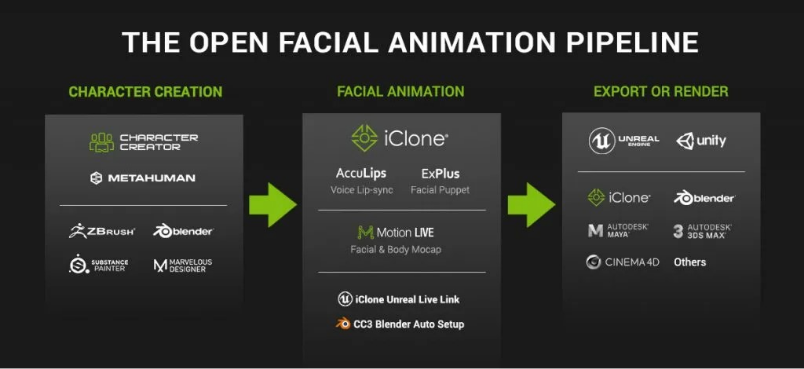 THE OPEN FACIAL ANIMATION PIPELINE
CHARACTER CREATION
CHARACTER
CREATOR
METAHUMAN
ZBRUSH
blender
SUBSTANCE
PAINTER
MARVELOUS
DESIGNER
FACIAL ANIMATION
iClone
AccuLips
Voice Lip-sync
ExPlus
Facial Puppet
Motion LIVE
Facial & Body Mocap
iClone Unreal Live Link
CC3 Blender Auto Setup
EXPORT OR RENDER
UNREAL
ENGINE
unity
iClone
blender
AUTODESK
MAYA
AUTODESK
3DS MAX
CINEMA 4D
Others